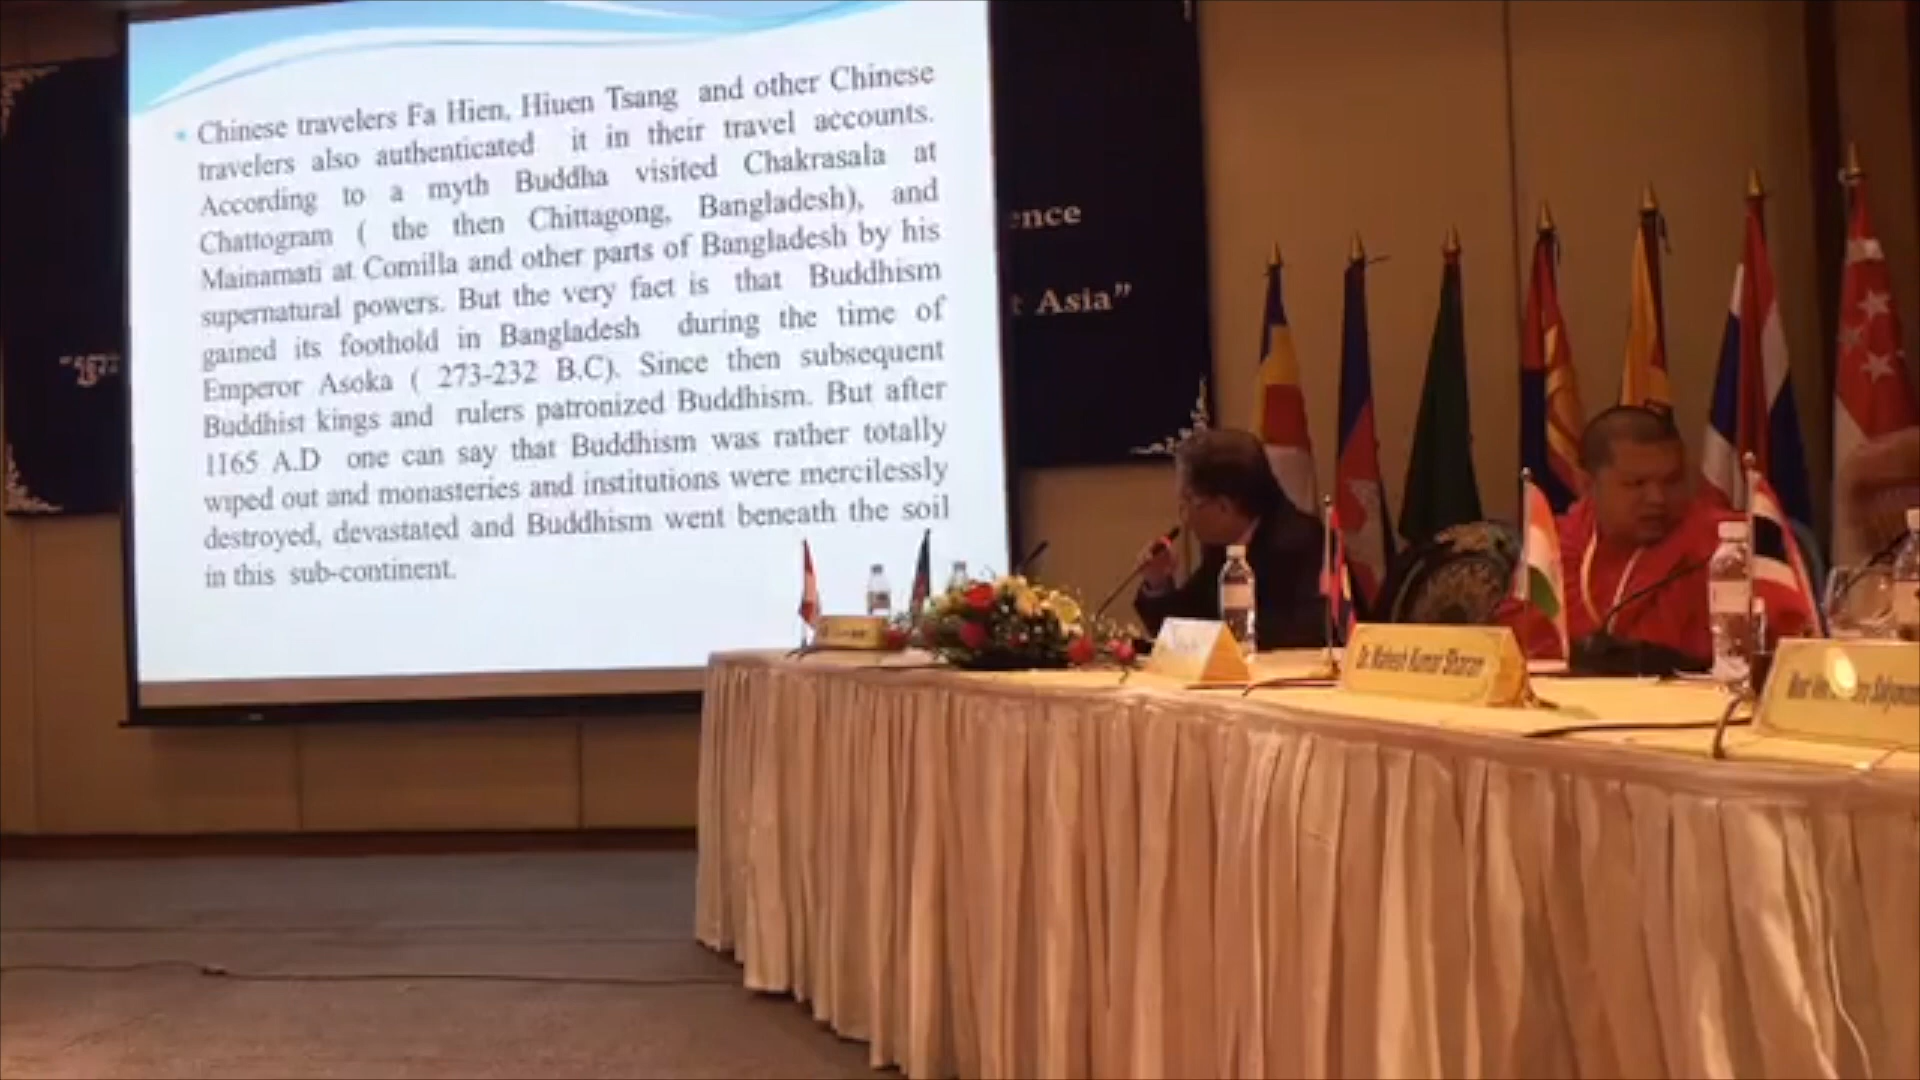 Chinese travelers Fa Hien, Hiuen Tsang and other Chinese
travelers also authenticated it in their travel accounts.
According to a myth Buddha visited Chakrasala at
Chattogram ( the then Chittagong, Bangladesh), and
Mainamati at Comilla and other parts of Bangladesh by his
supernatural powers. But the very fact is that Buddhism
gained its foothold in Bangladesh during the time of
Emperor Asoka ( 273-232 B.C). Since then subsequent
Buddhist kings and rulers patronized Buddhism. But after
1165 A.D one can say that Buddhism was rather totally
wiped out and monasteries and institutions were mercilessly
destroyed, devastated and Buddhism went beneath the soil
in this sub-continent.
ence
Asia”
Dr. Mahesh Kumar Sharan